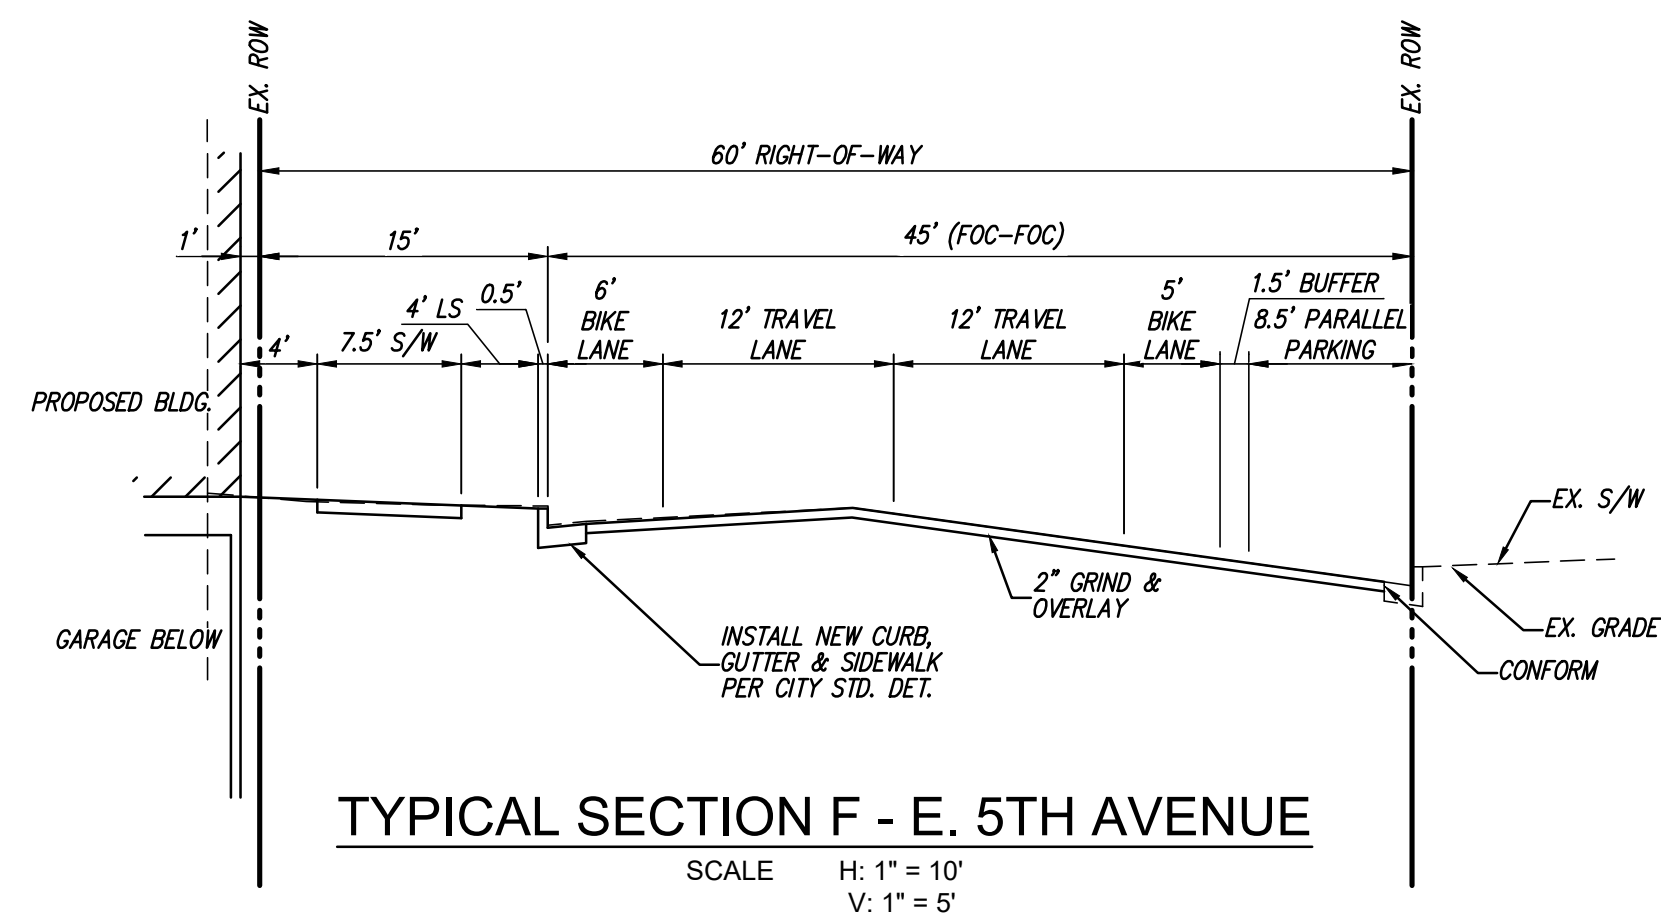 EX. ROW
EX. ROW
60' RIGHT-OF-WAY
1'
15'
45' (FOC-FOC)
4'
7.5' S/W
4' LS
0.5'
6'
BIKE
LANE
12' TRAVEL
LANE
12' TRAVEL
LANE
5'
BIKE
LANE
1.5' BUFFER
8.5' PARALLEL
PARKING
PROPOSED BLDG.
EX. S/W
2" GRIND &
OVERLAY
GARAGE BELOW
INSTALL NEW CURB,
GUTTER & SIDEWALK
PER CITY STD. DET.
EX. GRADE
CONFORM
TYPICAL SECTION F - E. 5TH AVENUE
SCALE H: 1" = 10'
V: 1" = 5'